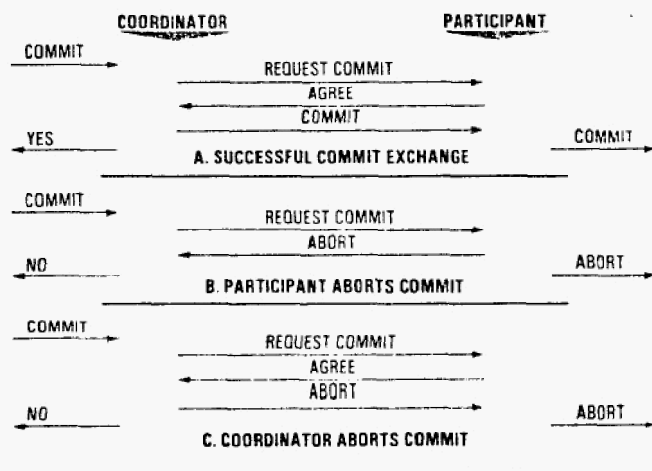 COORDINATOR PARTICIPANT
COMMIT
REQUEST COMMIT
AGREE
COMMIT
YES COMMIT
A. SUCCESSFUL COMMIT EXCHANGE
COMMIT
REQUEST COMMIT
ABORT
NO ABORT
B. PARTICIPANT ABORTS COMMIT
COMMIT
REQUEST COMMIT
AGREE
ABORT
NO ABORT
C. COORDINATOR ABORTS COMMIT